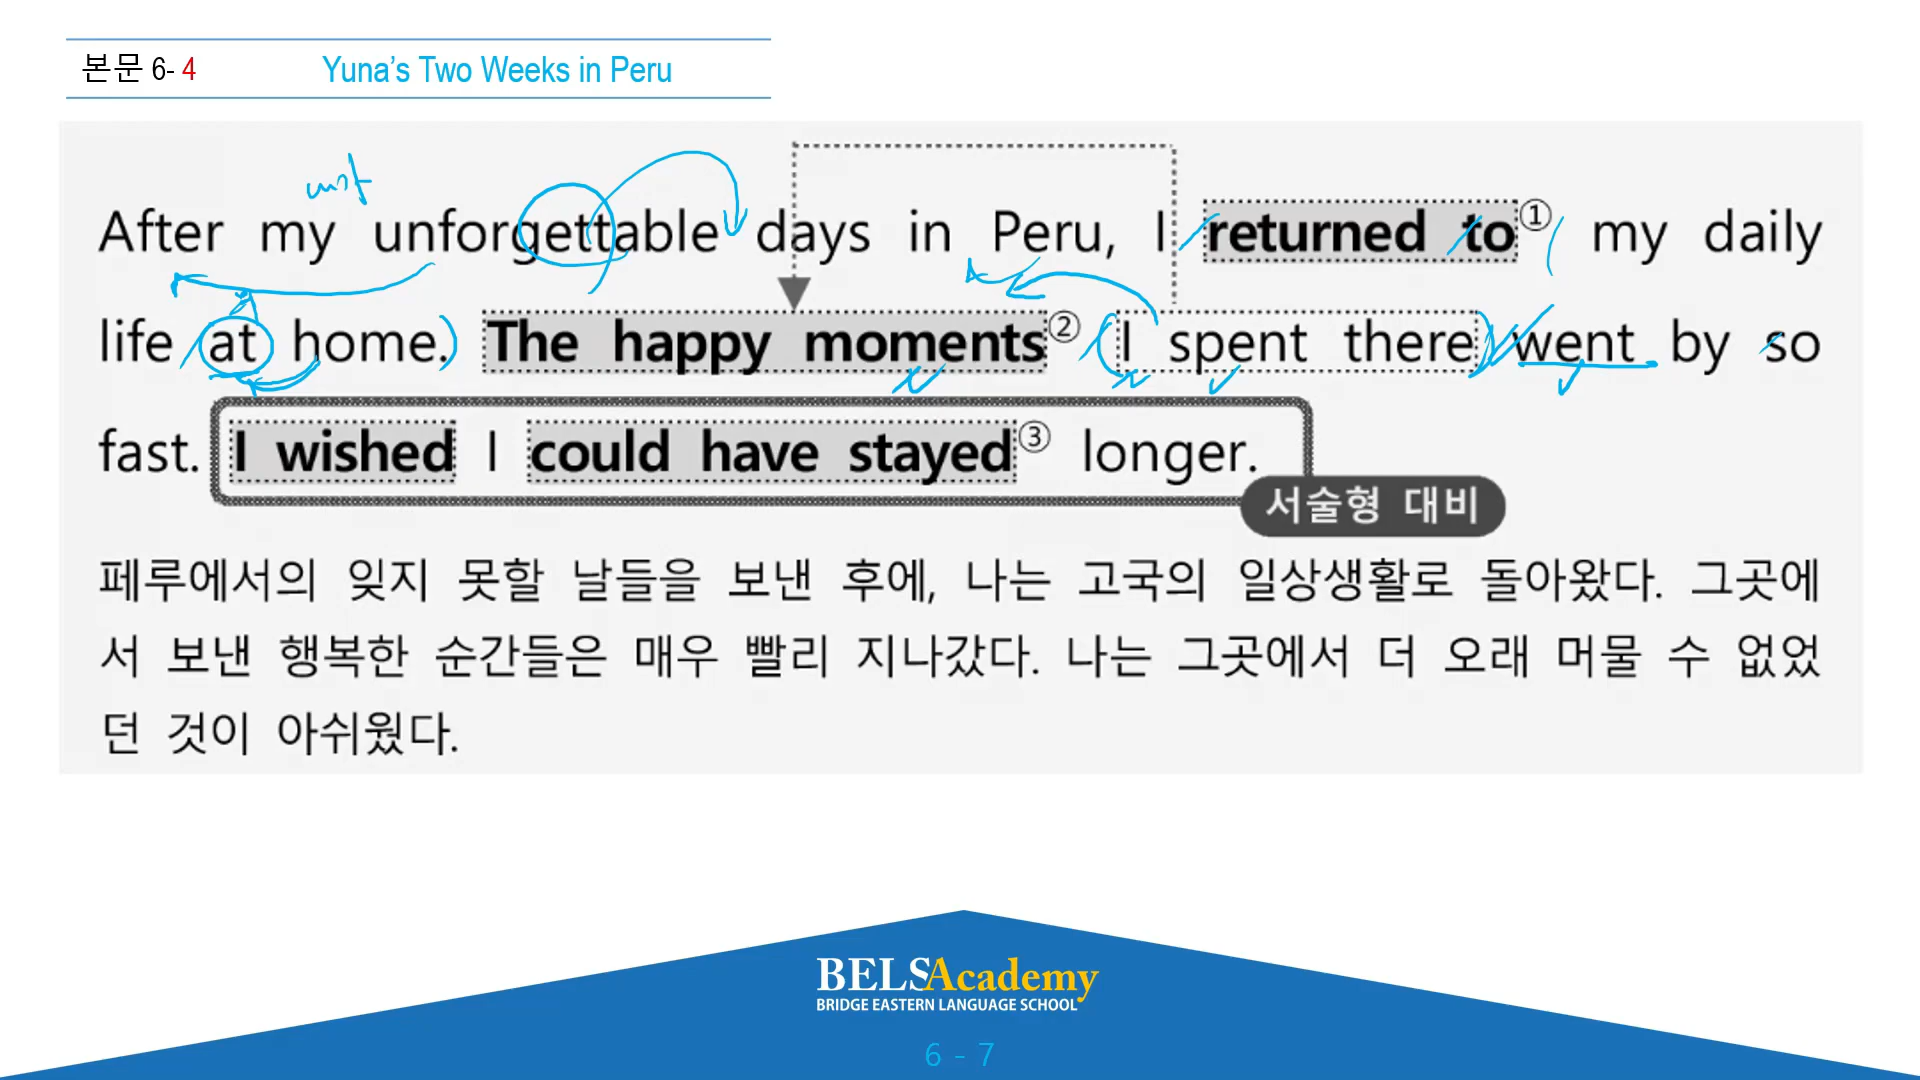 본문 6- 4
Yuna's Two Weeks in Peru
After my unforgettable days in Peru, I returned to① my daily
life at home. The happy moments② I spent there went by so
fast. I wished I could have stayed③ longer.
서술형 대비
페루에서의 잊지 못할 날들을 보낸 후에, 나는 고국의 일상생활로 돌아왔다. 그곳에
서 보낸 행복한 순간들은 매우 빨리 지나갔다. 나는 그곳에서 더 오래 머물 수 없었
던 것이 아쉬웠다.
BELSAcademy
BRIDGE EASTERN LANGUAGE SCHOOL
6 - 7